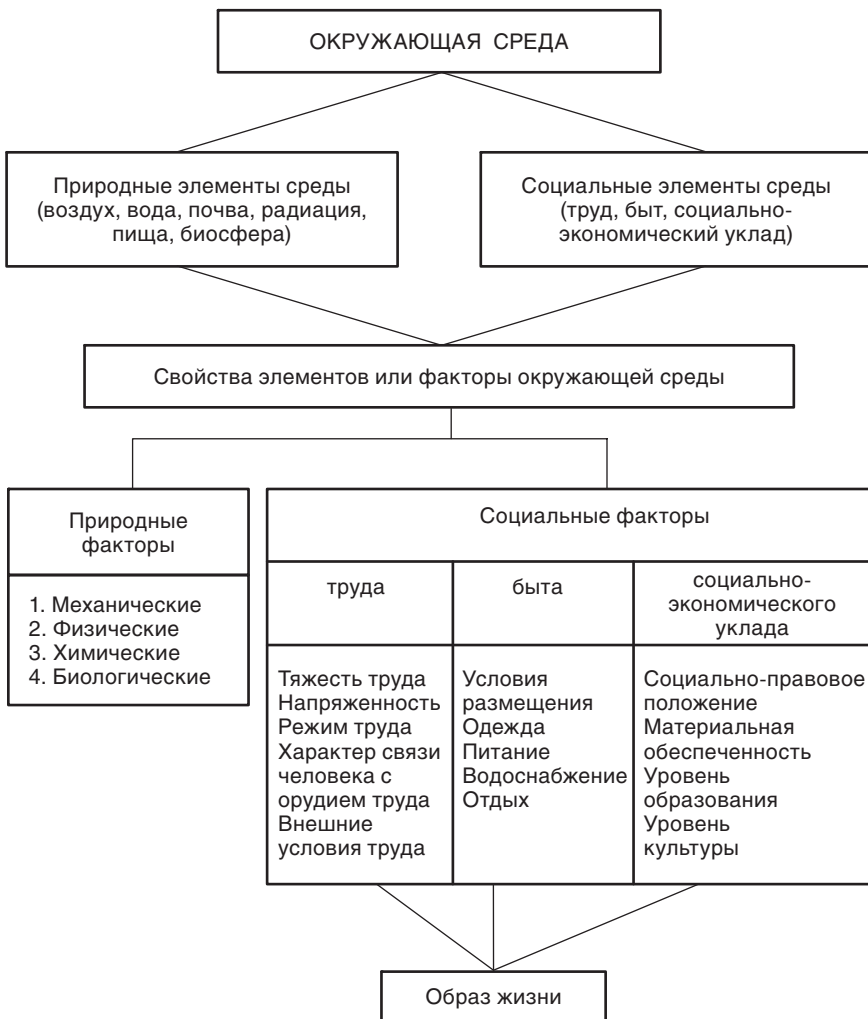 ОКРУЖАЮЩАЯ СРЕДА
Природные элементы среды
(воздух, вода, почва, радиация,
пища, биосфера)
Социальные элементы среды
(труд, быт, социально-
экономический уклад)
Свойства элементов или факторы окружающей среды
Природные
факторы
1. Механические
2. Физические
3. Химические
4. Биологические
Социальные факторы
труда
Тяжесть труда
Напряженность
Режим труда
Характер связи
человека с
орудием труда
Внешние
условия труда
быта
Условия
размещения
Одежда
Питание
Водоснабжение
Отдых
социально-
экономического
уклада
Социально-правовое
положение
Материальная
обеспеченность
Уровень
образования
Уровень
культуры
Образ жизни